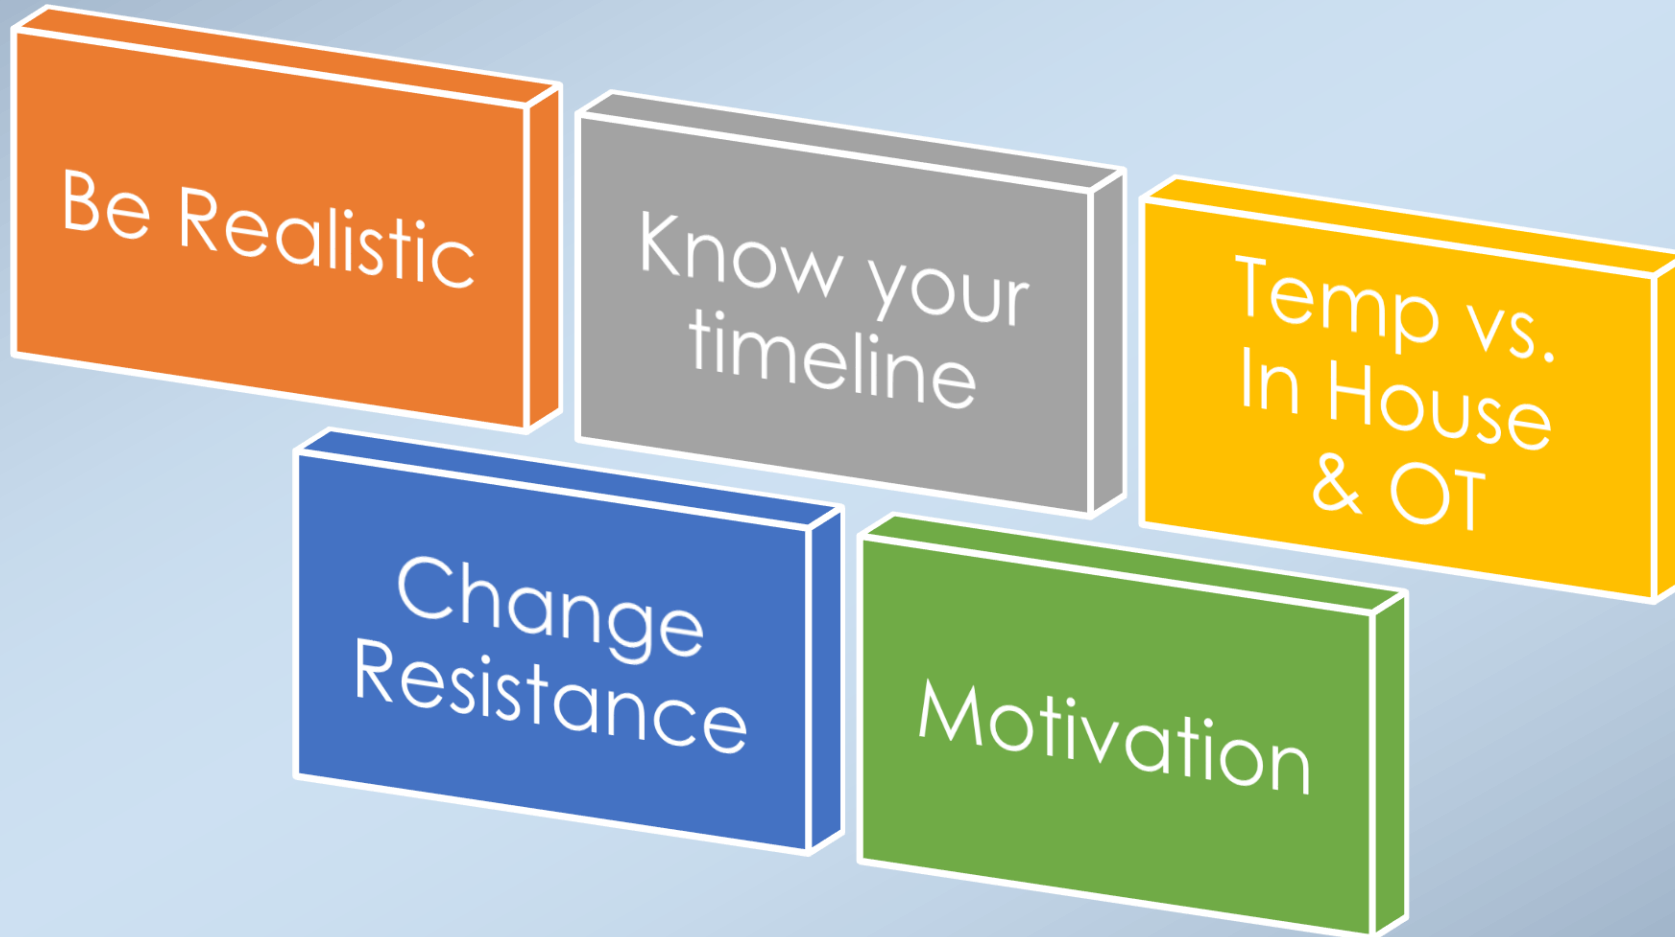 Be Realistic
Know your
timeline
Temp vs.
In House
& OT
Change
Resistance
Motivation